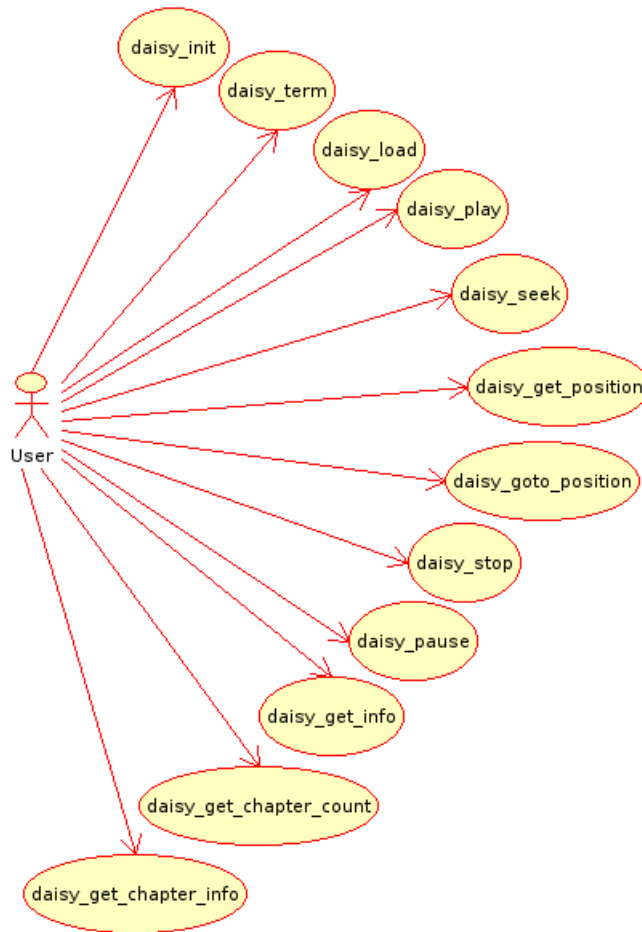 daisy_init
daisy_term
daisy_load
daisy_play
daisy_seek
daisy_get_position
User
daisy_goto_position
daisy_stop
daisy_pause
daisy_get_info
daisy_get_chapter_count
daisy_get_chapter_info